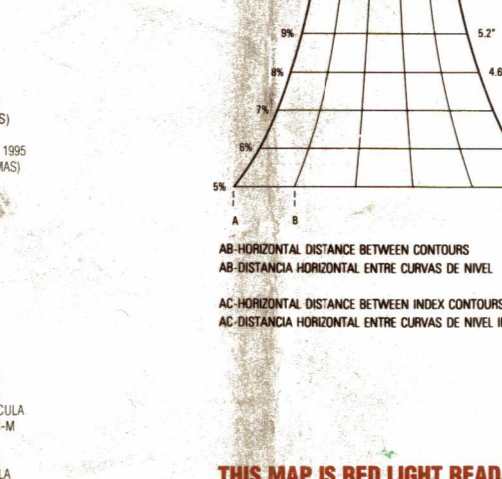 S)
1995
MAS)
CULA
-M
LA
9%
5.2°
8%
4.6
7%
6%
5%
A
B
AB-HORIZONTAL DISTANCE BETWEEN CONTOURS
AB-DISTANCIA HORIZONTAL ENTRE CURVAS DE NIVEL
AC-HORIZONTAL DISTANCE BETWEEN INDEX CONTOURS
AC-DISTANCIA HORIZONTAL ENTRE CURVAS DE NIVEL I
THIS MAP IS RED LIGHT READ